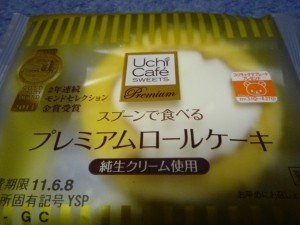 Uchi
Café
SWEETS
Premium
2年連続
モンドセレクション
金賞受賞
スプーンで食べる
プレミアムロールケーキ
純生クリーム使用
期限 11.6.8
所固有記号 YSP
- GC